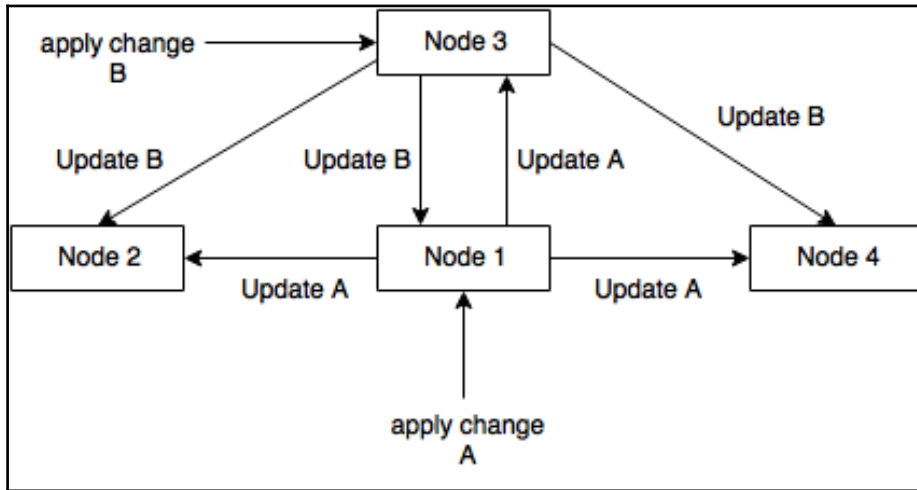 apply change
B
Node 3
Update B
Update B
Update B
Update A
Node 2
Node 1
Node 4
Update A
Update A
apply change
A